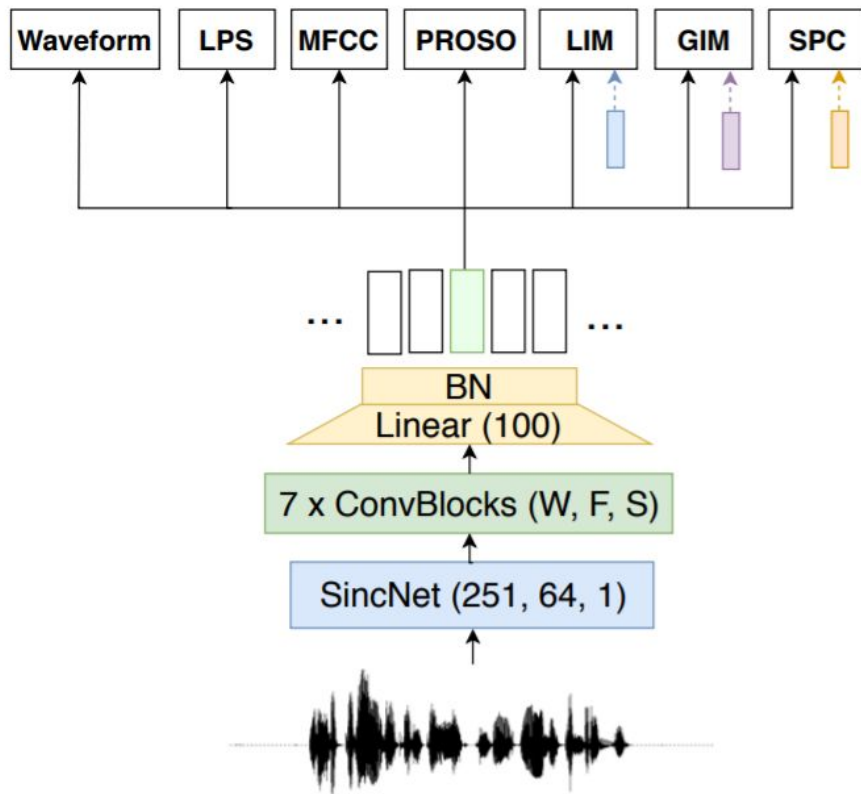 Waveform LPS MFCC PROSO LIM GIM SPC
... ...
BN
Linear (100)
7 x ConvBlocks (W, F, S)
SincNet (251, 64, 1)